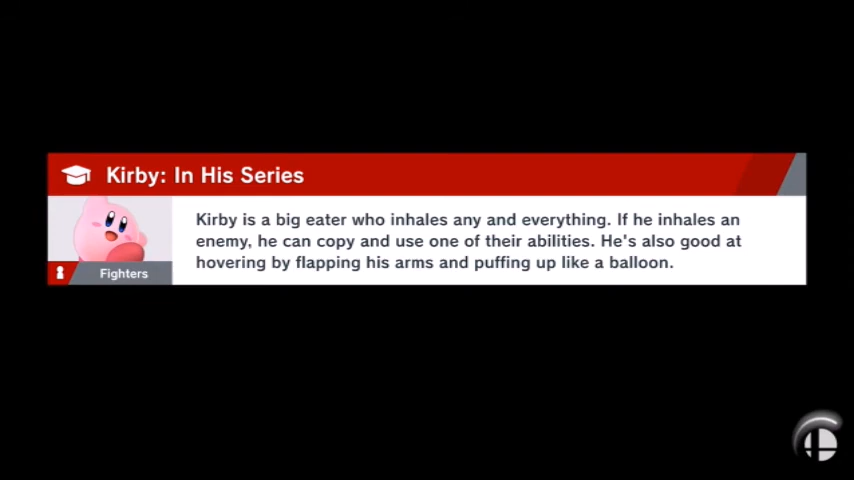 Kirby: In His Series
Kirby is a big eater who inhales any and everything. If he inhales an
enemy, he can copy and use one of their abilities. He's also good at
hovering by flapping his arms and puffing up like a balloon.
Fighters